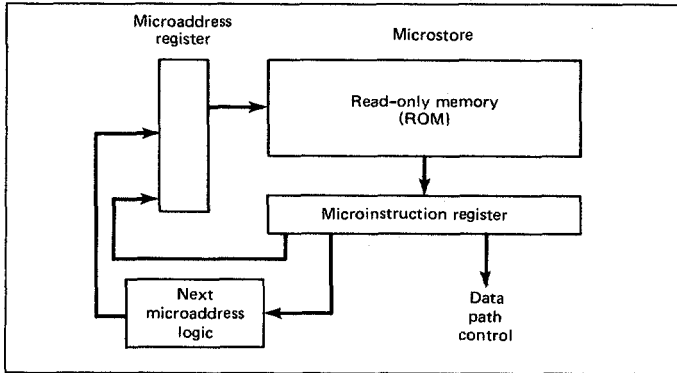 Microaddress
register
Microstore
Read-only memory
(ROM)
Microinstruction register
Next
microaddress
logic
Data
path
control